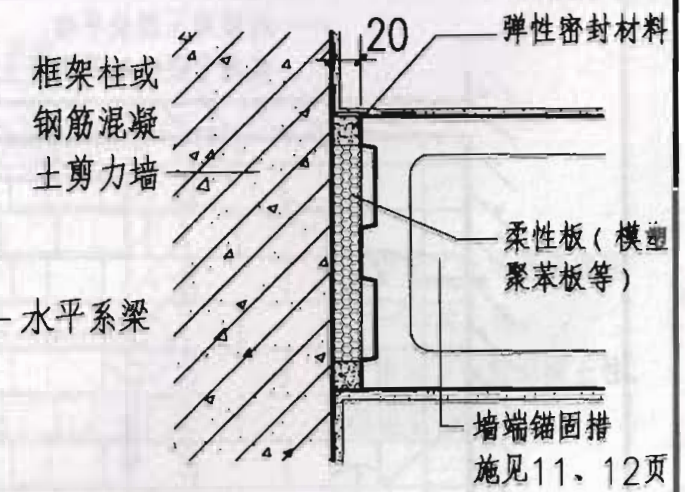 20
弹性密封材料
框架柱或
钢筋混凝
土剪力墙
柔性板（模塑
聚苯板等）
水平系梁
墙端锚固措
施见11、12页